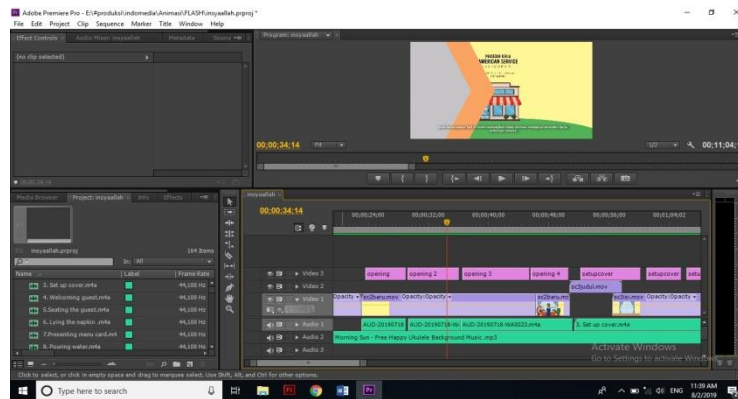 Adobe Premiere Pro - E:\Produksi\indomedia\Animasi\FLASH\insyaallah.prproj *
File Edit Project Clip Sequence Marker Title Window Help
Effect Controls
Audio Mixer: insyaallah
Metadata
Program: insyaallah
(no clip selected)
AMERICAN SERVICE
00;00;34;14
Fit
1/2
00;11;04;
Media Browser
Project: insyaallah
Info
Effects
insyaallah.prproj
164 Items
In: All
Name
Label
Frame Rate
3. Set up cover.m4a
44,100 Hz
4. Welcoming guest.m4a
44,100 Hz
5.Seating the guest.m4a
44,100 Hz
6. Lying the napkin .m4a
44,100 Hz
7.Presenting menu card.m4
44,100 Hz
8. Pouring water.m4a
44,100 Hz
insyaallah
00;00;34;14
00;00;24;00
00;00;32;00
00;00;40;00
00;00;48;00
00;00;56;00
00;01;04;02
Video 3
opening
opening 2
opening 3
opening 4
setupcover
setupcover
Video 2
sc3judul.mov
Video 1
Opacity
sc2baru.mov
Opacity:Opacity
sc2baru.mo
Opacity:Opacity
Audio 1
AUD-20190718
AUD-20190718-W
AUD-20190718-WA0023.m4a
3. Set up cover.m4a
Audio 2
Morning Sun - Free Happy Ukulele Background Music .mp3
Audio 3
Activate Windows
Go to Settings to activate Windows
Click to select, or click in empty space and drag to marquee select. Use Shift, Alt, and Ctrl for other options.
Type here to search
ENG
11:39 AM
8/2/2019